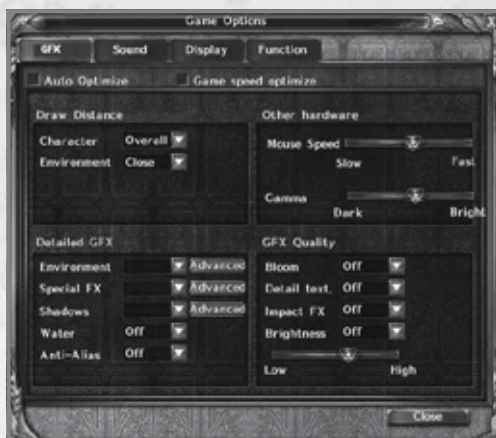 Game Options
GFX Sound Display Function
Auto Optimize Game speed optimize
Draw Distance
Character Overall
Environment Close
Other hardware
Mouse Speed
Slow Fast
Gamma
Dark Bright
Detailed GFX
Environment Advanced
Special FX Advanced
Shadows Advanced
Water Off
Anti-Alias Off
GFX Quality
Bloom Off
Detail text. Off
Impact FX Off
Brightness Off
Low High
Close